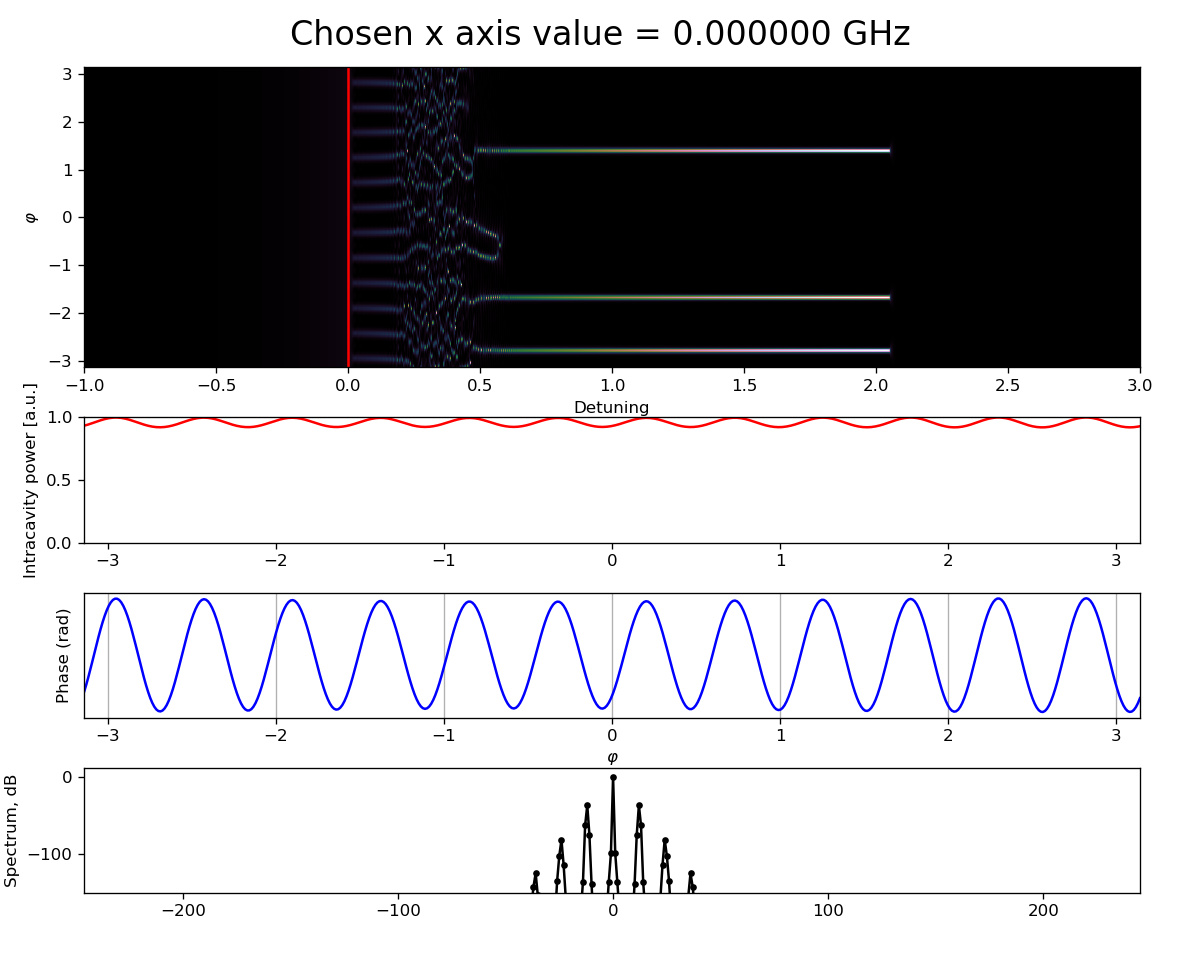 Chosen x axis value = 0.000000 GHz
3
2
1
0
−1
−2
−3
φ
−1.0 −0.5 0.0 0.5 1.0 1.5 2.0 2.5 3.0
Detuning
1.0
0.5
0.0
Intracavity power [a.u.]
−3 −2 −1 0 1 2 3
Phase (rad)
−3 −2 −1 0 1 2 3
φ
0
−100
Spectrum, dB
−200 −100 0 100 200